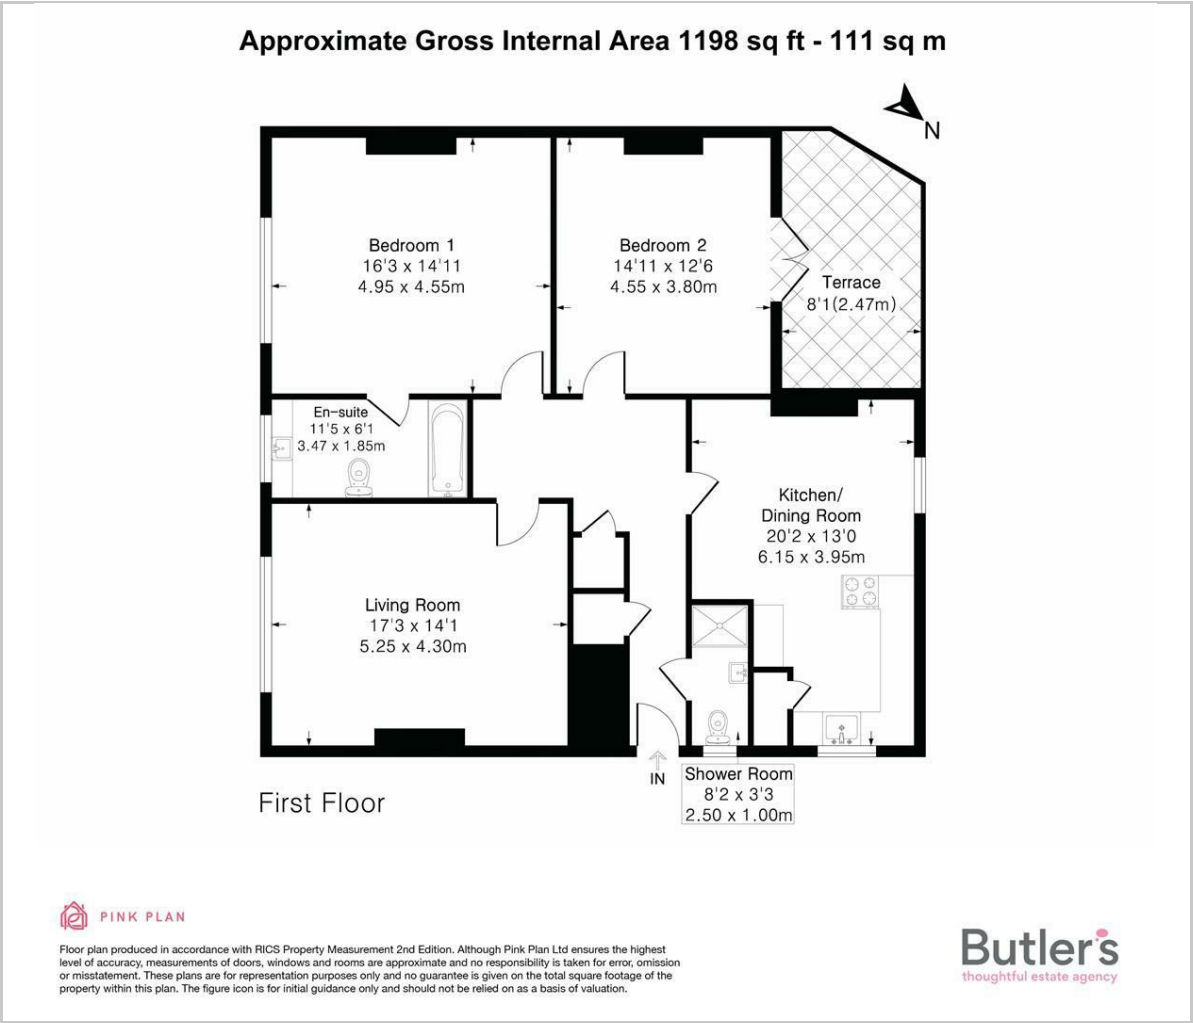 Approximate Gross Internal Area 1198 sq ft - 111 sq m
N
Bedroom 1
16'3 x 14'11
4.95 x 4.55m
Bedroom 2
14'11 x 12'6
4.55 x 3.80m
Terrace
8'1(2.47m)
En-suite
11'5 x 6'1
3.47 x 1.85m
Kitchen/
Dining Room
20'2 x 13'0
6.15 x 3.95m
Living Room
17'3 x 14'1
5.25 x 4.30m
IN
Shower Room
8'2 x 3'3
2.50 x 1.00m
First Floor
PINK PLAN
Floor plan produced in accordance with RICS Property Measurement 2nd Edition. Although Pink Plan Ltd ensures the highest
level of accuracy, measurements of doors, windows and rooms are approximate and no responsibility is taken for error, omission
or misstatement. These plans are for representation purposes only and no guarantee is given on the total square footage of the
property within this plan. The figure icon is for initial guidance only and should not be relied on as a basis of valuation.
Butler's
thoughtful estate agency